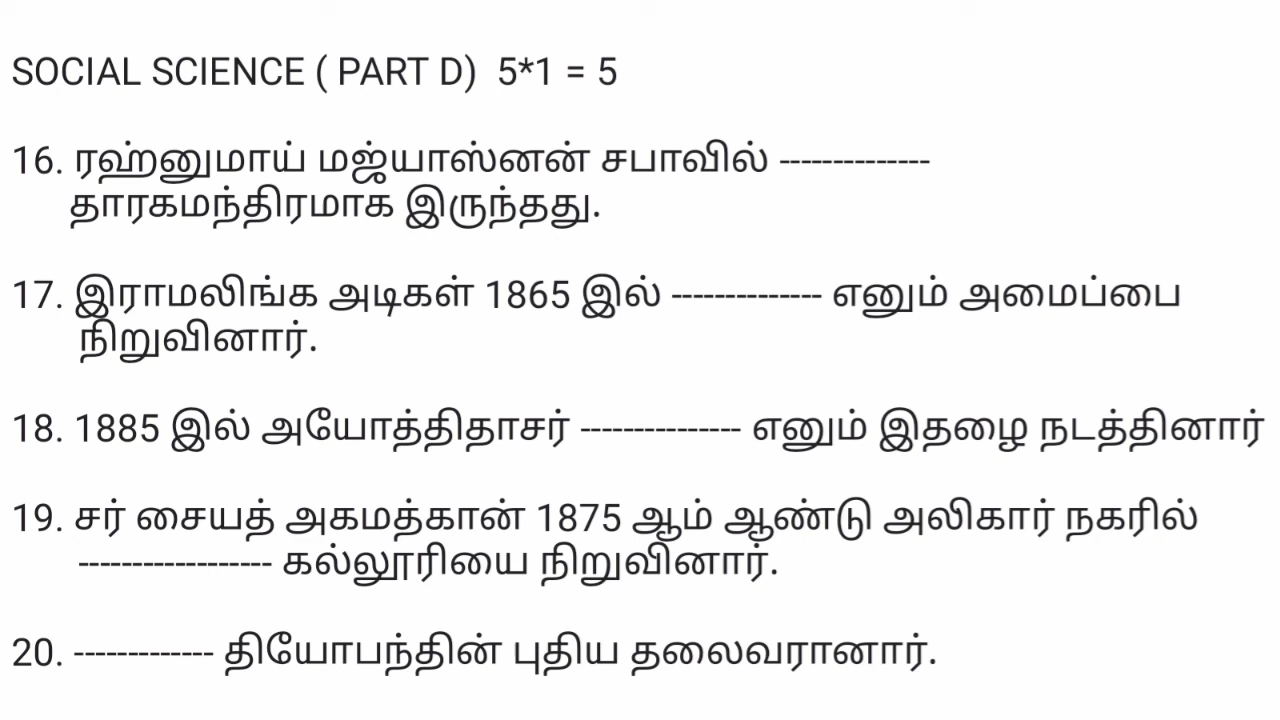 SOCIAL SCIENCE ( PART D)  5*1 = 5
16. ரஹ்னுமாய் மஜ்யாஸ்னன் சபாவில் --------------
தாரகமந்திரமாக இருந்தது.
17. இராமலிங்க அடிகள் 1865 இல் -------------- எனும் அமைப்பை
நிறுவினார்.
18. 1885 இல் அயோத்திதாசர் --------------- எனும் இதழை நடத்தினார்
19. சர் சையத் அகமத்கான் 1875 ஆம் ஆண்டு அலிகார் நகரில்
------------------ கல்லூரியை நிறுவினார்.
20. ------------- தியோபந்தின் புதிய தலைவரானார்.